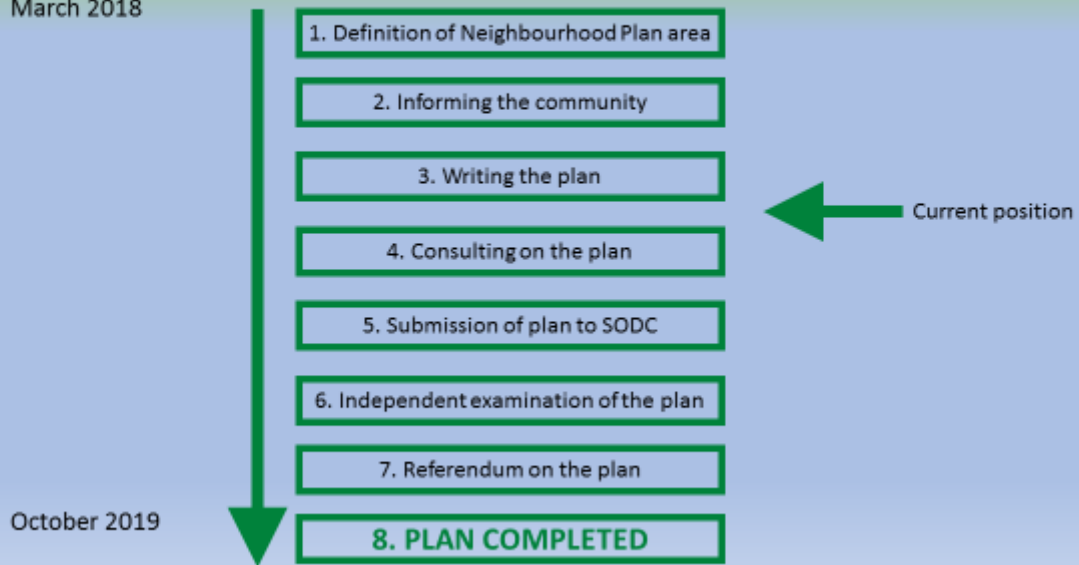 March 2018
1. Definition of Neighbourhood Plan area
2. Informing the community
3. Writing the plan
Current position
4. Consulting on the plan
5. Submission of plan to SODC
6. Independent examination of the plan
7. Referendum on the plan
October 2019
8. PLAN COMPLETED